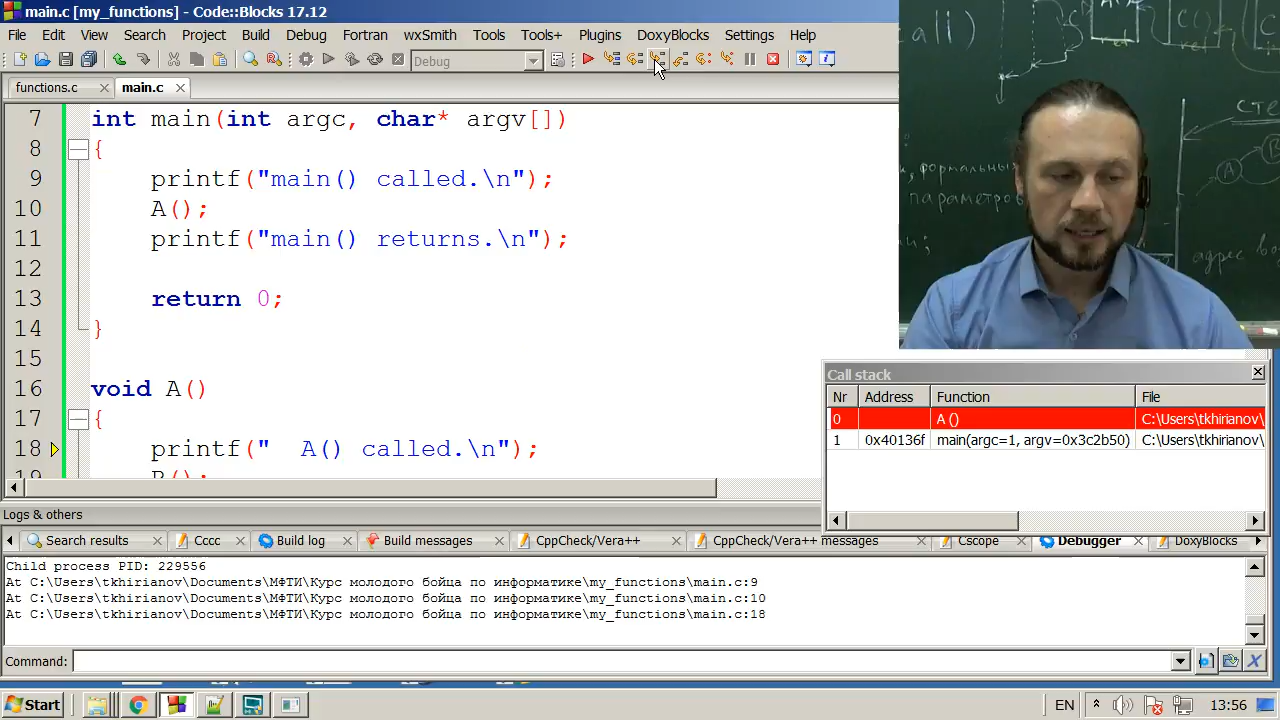 main.c [my_functions] - Code::Blocks 17.12
File Edit View Search Project Build Debug Fortran wxSmith Tools Tools+ Plugins DoxyBlocks Settings Help
Debug
functions.c main.c
7 int main(int argc, char* argv[])
8 {
9 printf("main() called.\n");
10 A();
11 printf("main() returns.\n");
12
13 return 0;
14 }
15
16 void A()
17 {
18 printf("  A() called.\n");
стек
формальных
параметров
адрес
Call stack
Nr Address Function File
0 A () C:\Users\tkhirianov\
1 0x40136f main(argc=1, argv=0x3c2b50) C:\Users\tkhirianov\
Logs & others
Search results Cccc Build log Build messages CppCheck/Vera++ CppCheck/Vera++ messages Cscope Debugger DoxyBlocks
Child process PID: 229556
At C:\Users\tkhirianov\Documents\МФТИ\Курс молодого бойца по информатике\my_functions\main.c:9
At C:\Users\tkhirianov\Documents\МФТИ\Курс молодого бойца по информатике\my_functions\main.c:10
At C:\Users\tkhirianov\Documents\МФТИ\Курс молодого бойца по информатике\my_functions\main.c:18
Command:
Start EN 13:56